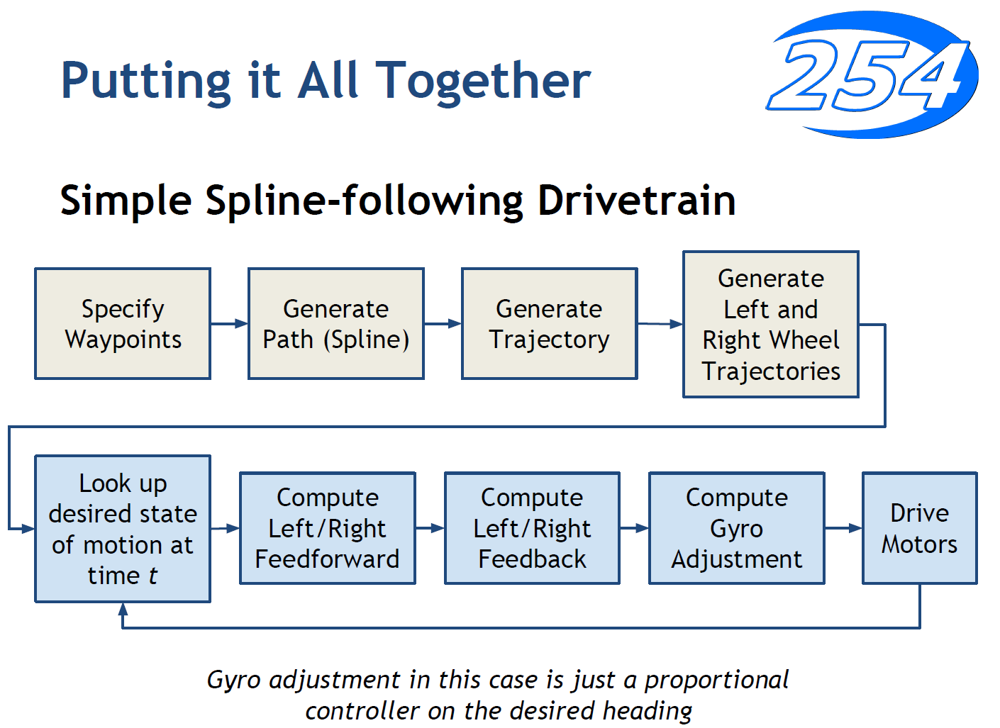 254
Putting it All Together
Simple Spline-following Drivetrain
Specify
Waypoints
Generate
Path (Spline)
Generate
Trajectory
Generate
Left and
Right Wheel
Trajectories
Look up
desired state
of motion at
time t
Compute
Left/Right
Feedforward
Compute
Left/Right
Feedback
Compute
Gyro
Adjustment
Drive
Motors
Gyro adjustment in this case is just a proportional
controller on the desired heading